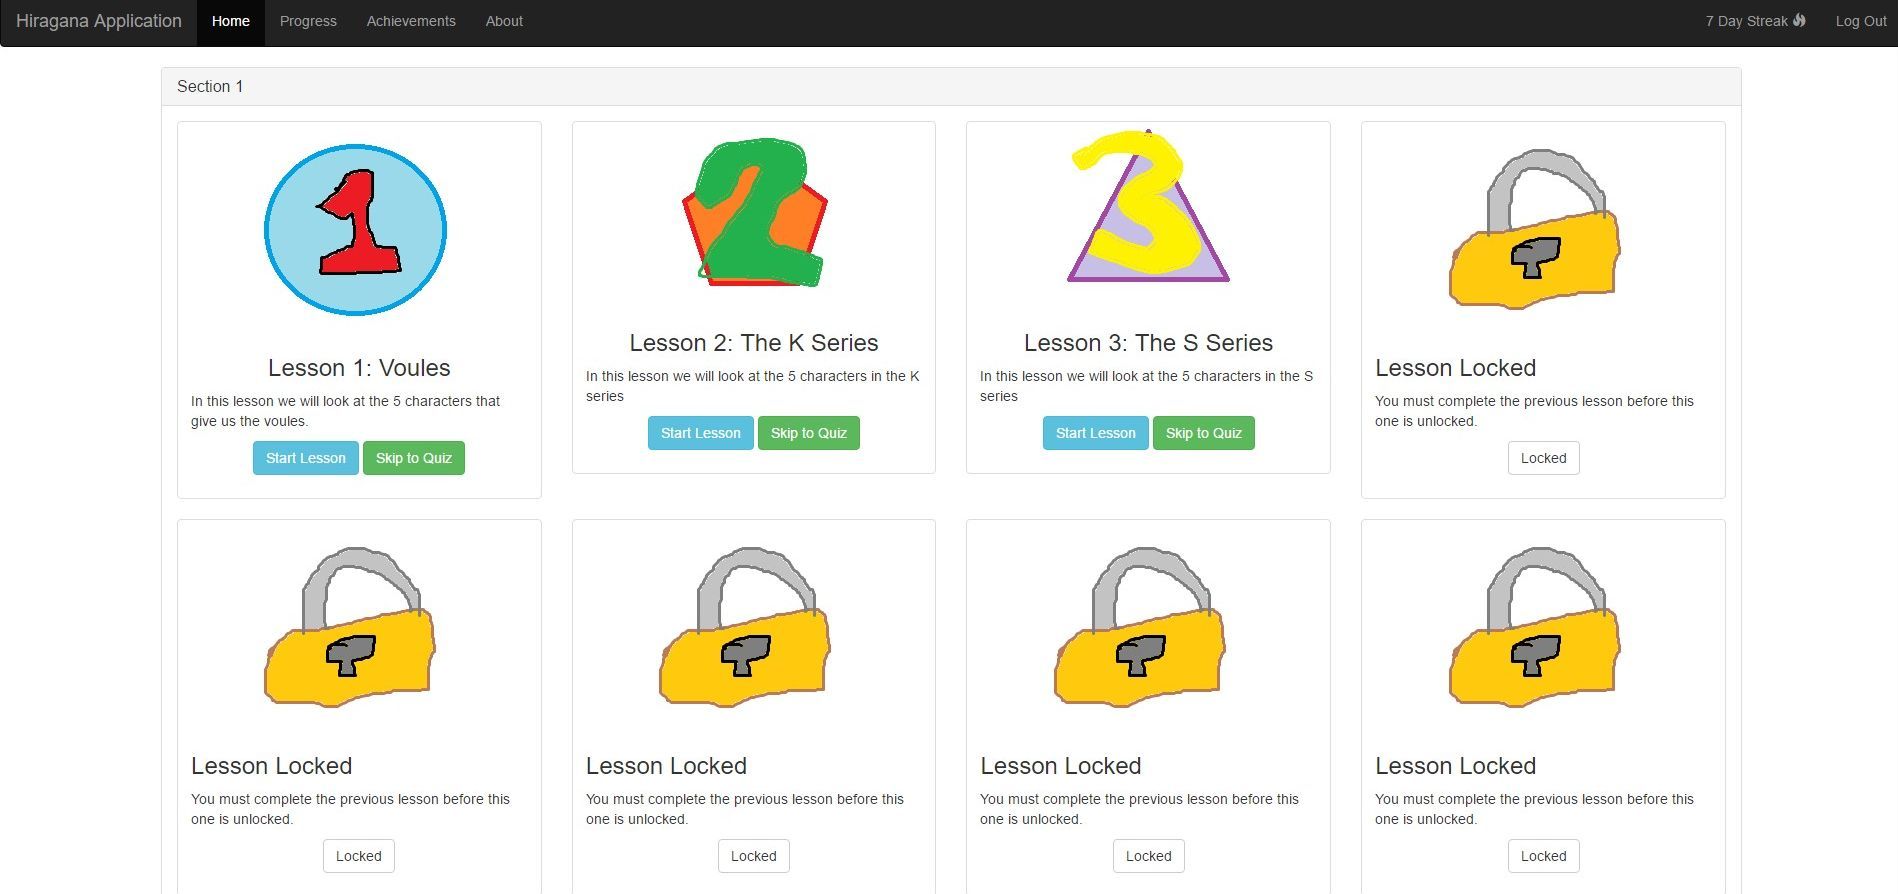 Hiragana Application Home Progress Achievements About 7 Day Streak Log Out
Section 1
1
Lesson 1: Voules
In this lesson we will look at the 5 characters that
give us the voules.
Start Lesson Skip to Quiz
2
Lesson 2: The K Series
In this lesson we will look at the 5 characters in the K
series
Start Lesson Skip to Quiz
3
Lesson 3: The S Series
In this lesson we will look at the 5 characters in the S
series
Start Lesson Skip to Quiz
Lesson Locked
You must complete the previous lesson before this
one is unlocked.
Locked
Lesson Locked
You must complete the previous lesson before this
one is unlocked.
Locked
Lesson Locked
You must complete the previous lesson before this
one is unlocked.
Locked
Lesson Locked
You must complete the previous lesson before this
one is unlocked.
Locked
Lesson Locked
You must complete the previous lesson before this
one is unlocked.
Locked